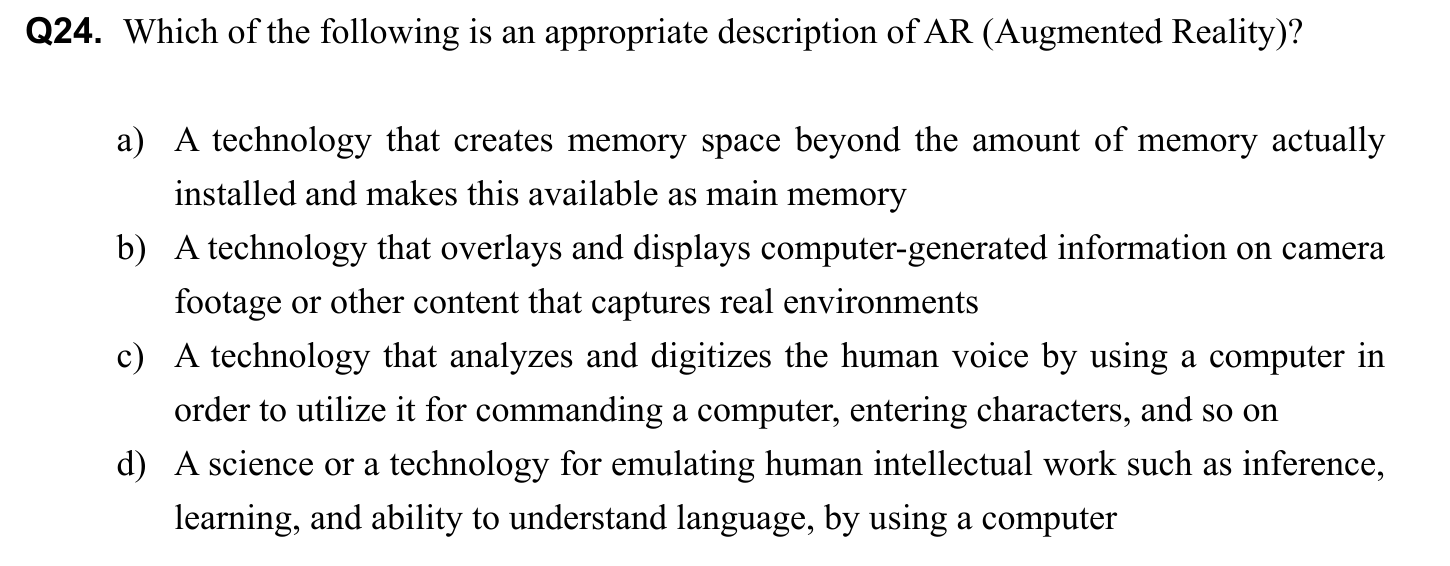 Q24. Which of the following is an appropriate description of AR (Augmented Reality)?
a) A technology that creates memory space beyond the amount of memory actually
installed and makes this available as main memory
b) A technology that overlays and displays computer-generated information on camera
footage or other content that captures real environments
c) A technology that analyzes and digitizes the human voice by using a computer in
order to utilize it for commanding a computer, entering characters, and so on
d) A science or a technology for emulating human intellectual work such as inference,
learning, and ability to understand language, by using a computer